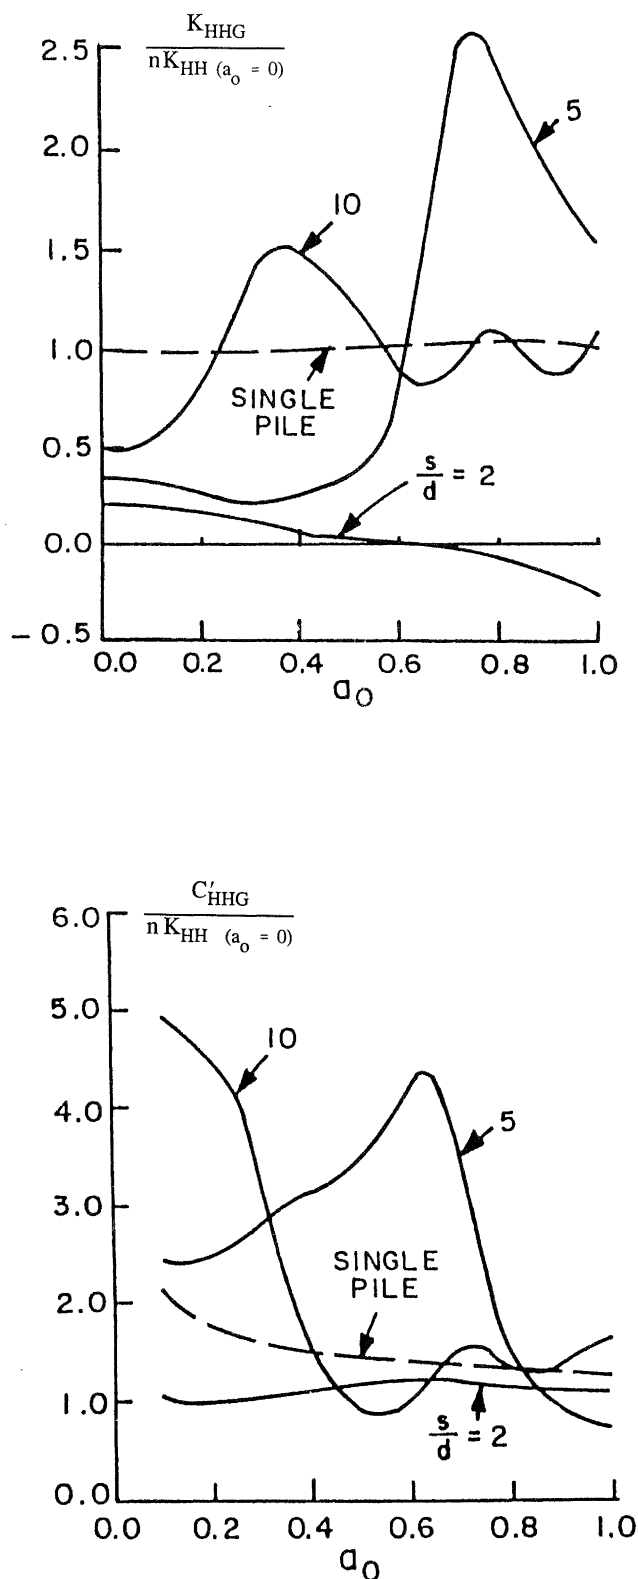 K_HHG
nK_HH (a_o = 0)
2.5
5
2.0
10
1.5
1.0
SINGLE
PILE
0.5
s/d = 2
0.0
- 0.5
0.0 0.2 0.4 0.6 0.8 1.0
a_o
C'_HHG
n K_HH (a_o = 0)
6.0
5.0
10
4.0
5
3.0
SINGLE
PILE
2.0
1.0
s/d = 2
0.0
0.0 0.2 0.4 0.6 0.8 1.0
a_o